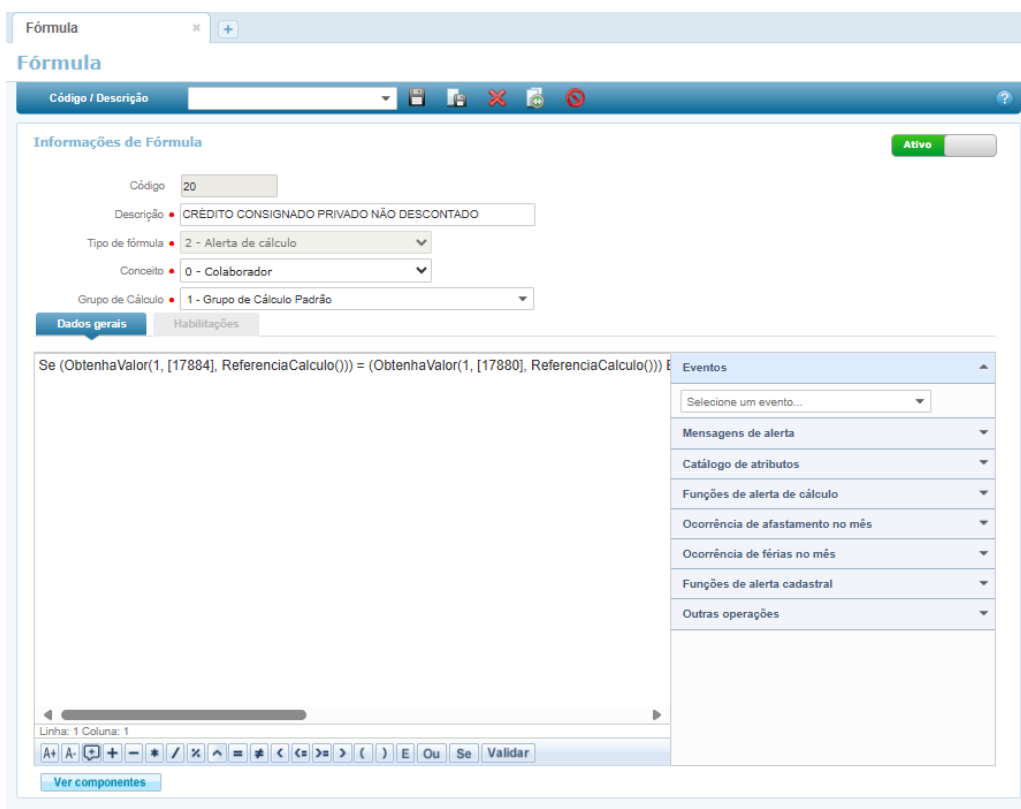 Fórmula
Fórmula
Código / Descrição
Informações de Fórmula
Ativo
Código 20
Descrição CRÉDITO CONSIGNADO PRIVADO NÃO DESCONTADO
Tipo de fórmula 2 - Alerta de cálculo
Conceito 0 - Colaborador
Grupo de Cálculo 1 - Grupo de Cálculo Padrão
Dados gerais Habilitações
Se (ObtenhaValor(1, [17884], ReferenciaCalculo())) = (ObtenhaValor(1, [17880], ReferenciaCalculo())) E
Eventos
Selecione um evento...
Mensagens de alerta
Catálogo de atributos
Funções de alerta de cálculo
Ocorrência de afastamento no mês
Ocorrência de férias no mês
Funções de alerta cadastral
Outras operações
Linha: 1 Coluna: 1
A+ A- + − * / % ^ = ≠ < <= >= > ( ) E Ou Se Validar
Ver componentes